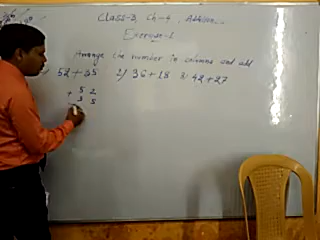 Class-3, Ch-4, Addition
Exercise-1
Arrange the number in columns and add
52+35 2) 36+18 3) 42+27
+ 5 2
3 5